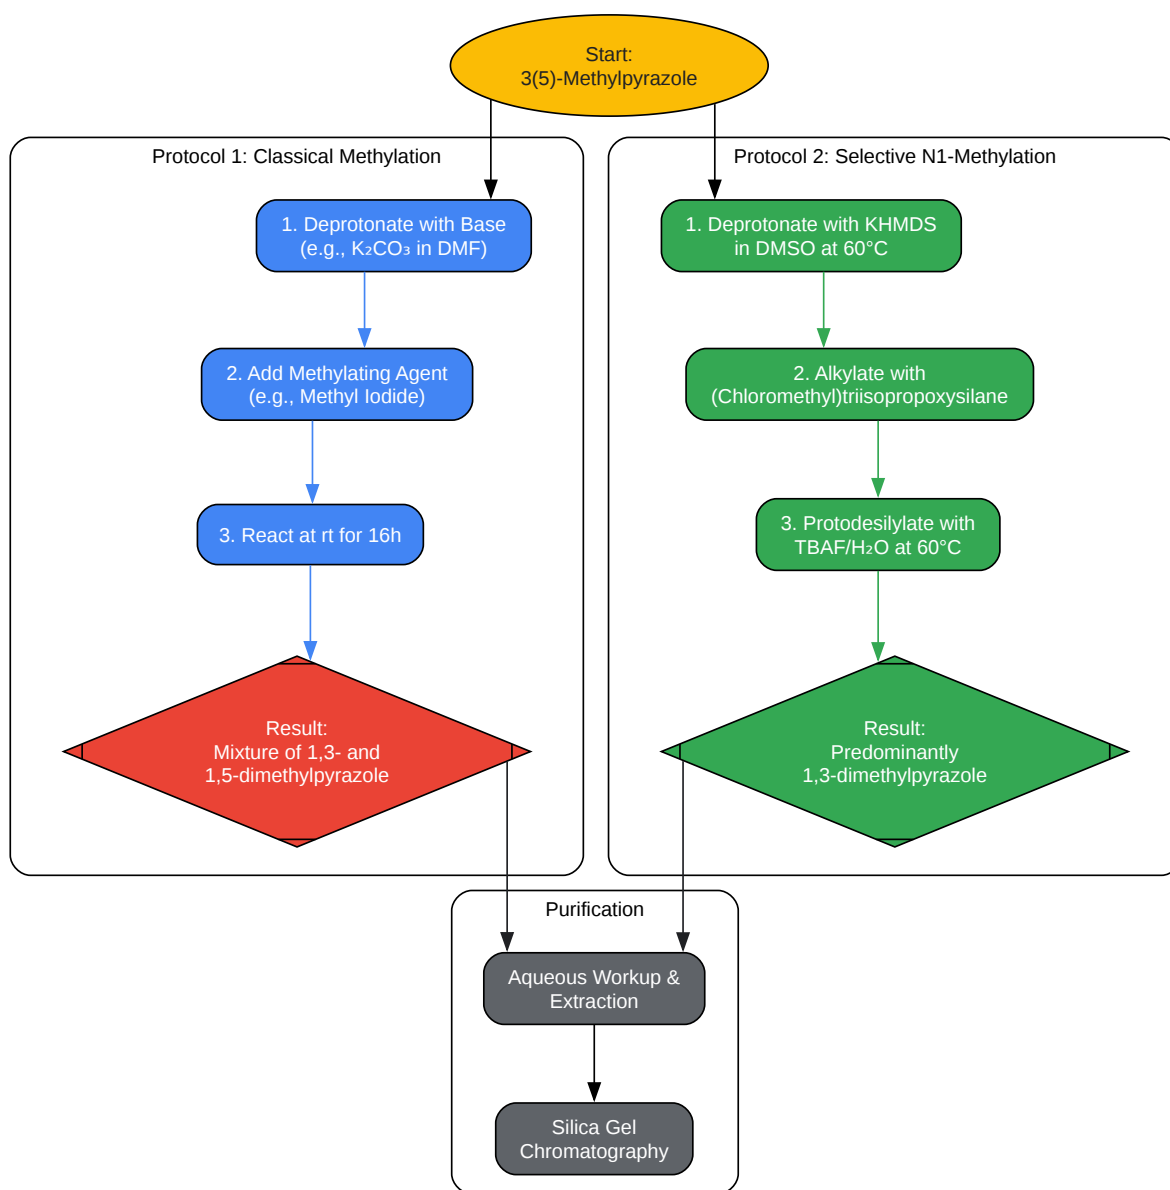 Start:
3(5)-Methylpyrazole
Protocol 1: Classical Methylation
1. Deprotonate with Base
(e.g., K₂CO₃ in DMF)
2. Add Methylating Agent
(e.g., Methyl Iodide)
3. React at rt for 16h
Result:
Mixture of 1,3- and
1,5-dimethylpyrazole
Protocol 2: Selective N1-Methylation
1. Deprotonate with KHMDS
in DMSO at 60°C
2. Alkylate with
(Chloromethyl)triisopropoxysilane
3. Protodesilylate with
TBAF/H₂O at 60°C
Result:
Predominantly
1,3-dimethylpyrazole
Purification
Aqueous Workup &
Extraction
Silica Gel
Chromatography